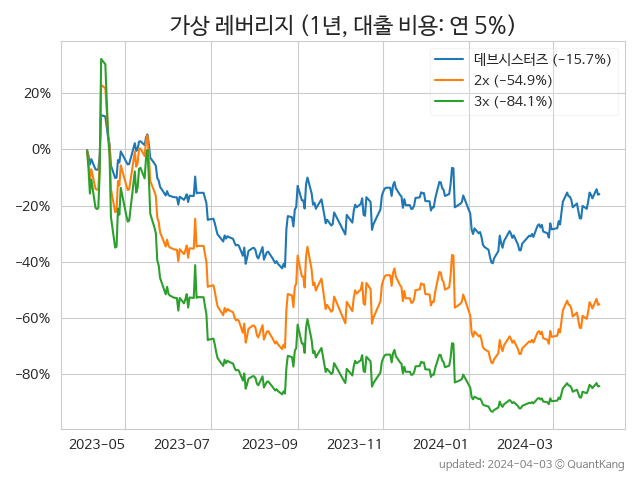 가상 레버리지 (1년, 대출 비용: 연 5%)
데브시스터즈 (−15.7%)
2x (−54.9%)
3x (−84.1%)
20%
0%
−20%
−40%
−60%
−80%
2023-05 2023-07 2023-09 2023-11 2024-01 2024-03
updated: 2024-04-03 © QuantKang